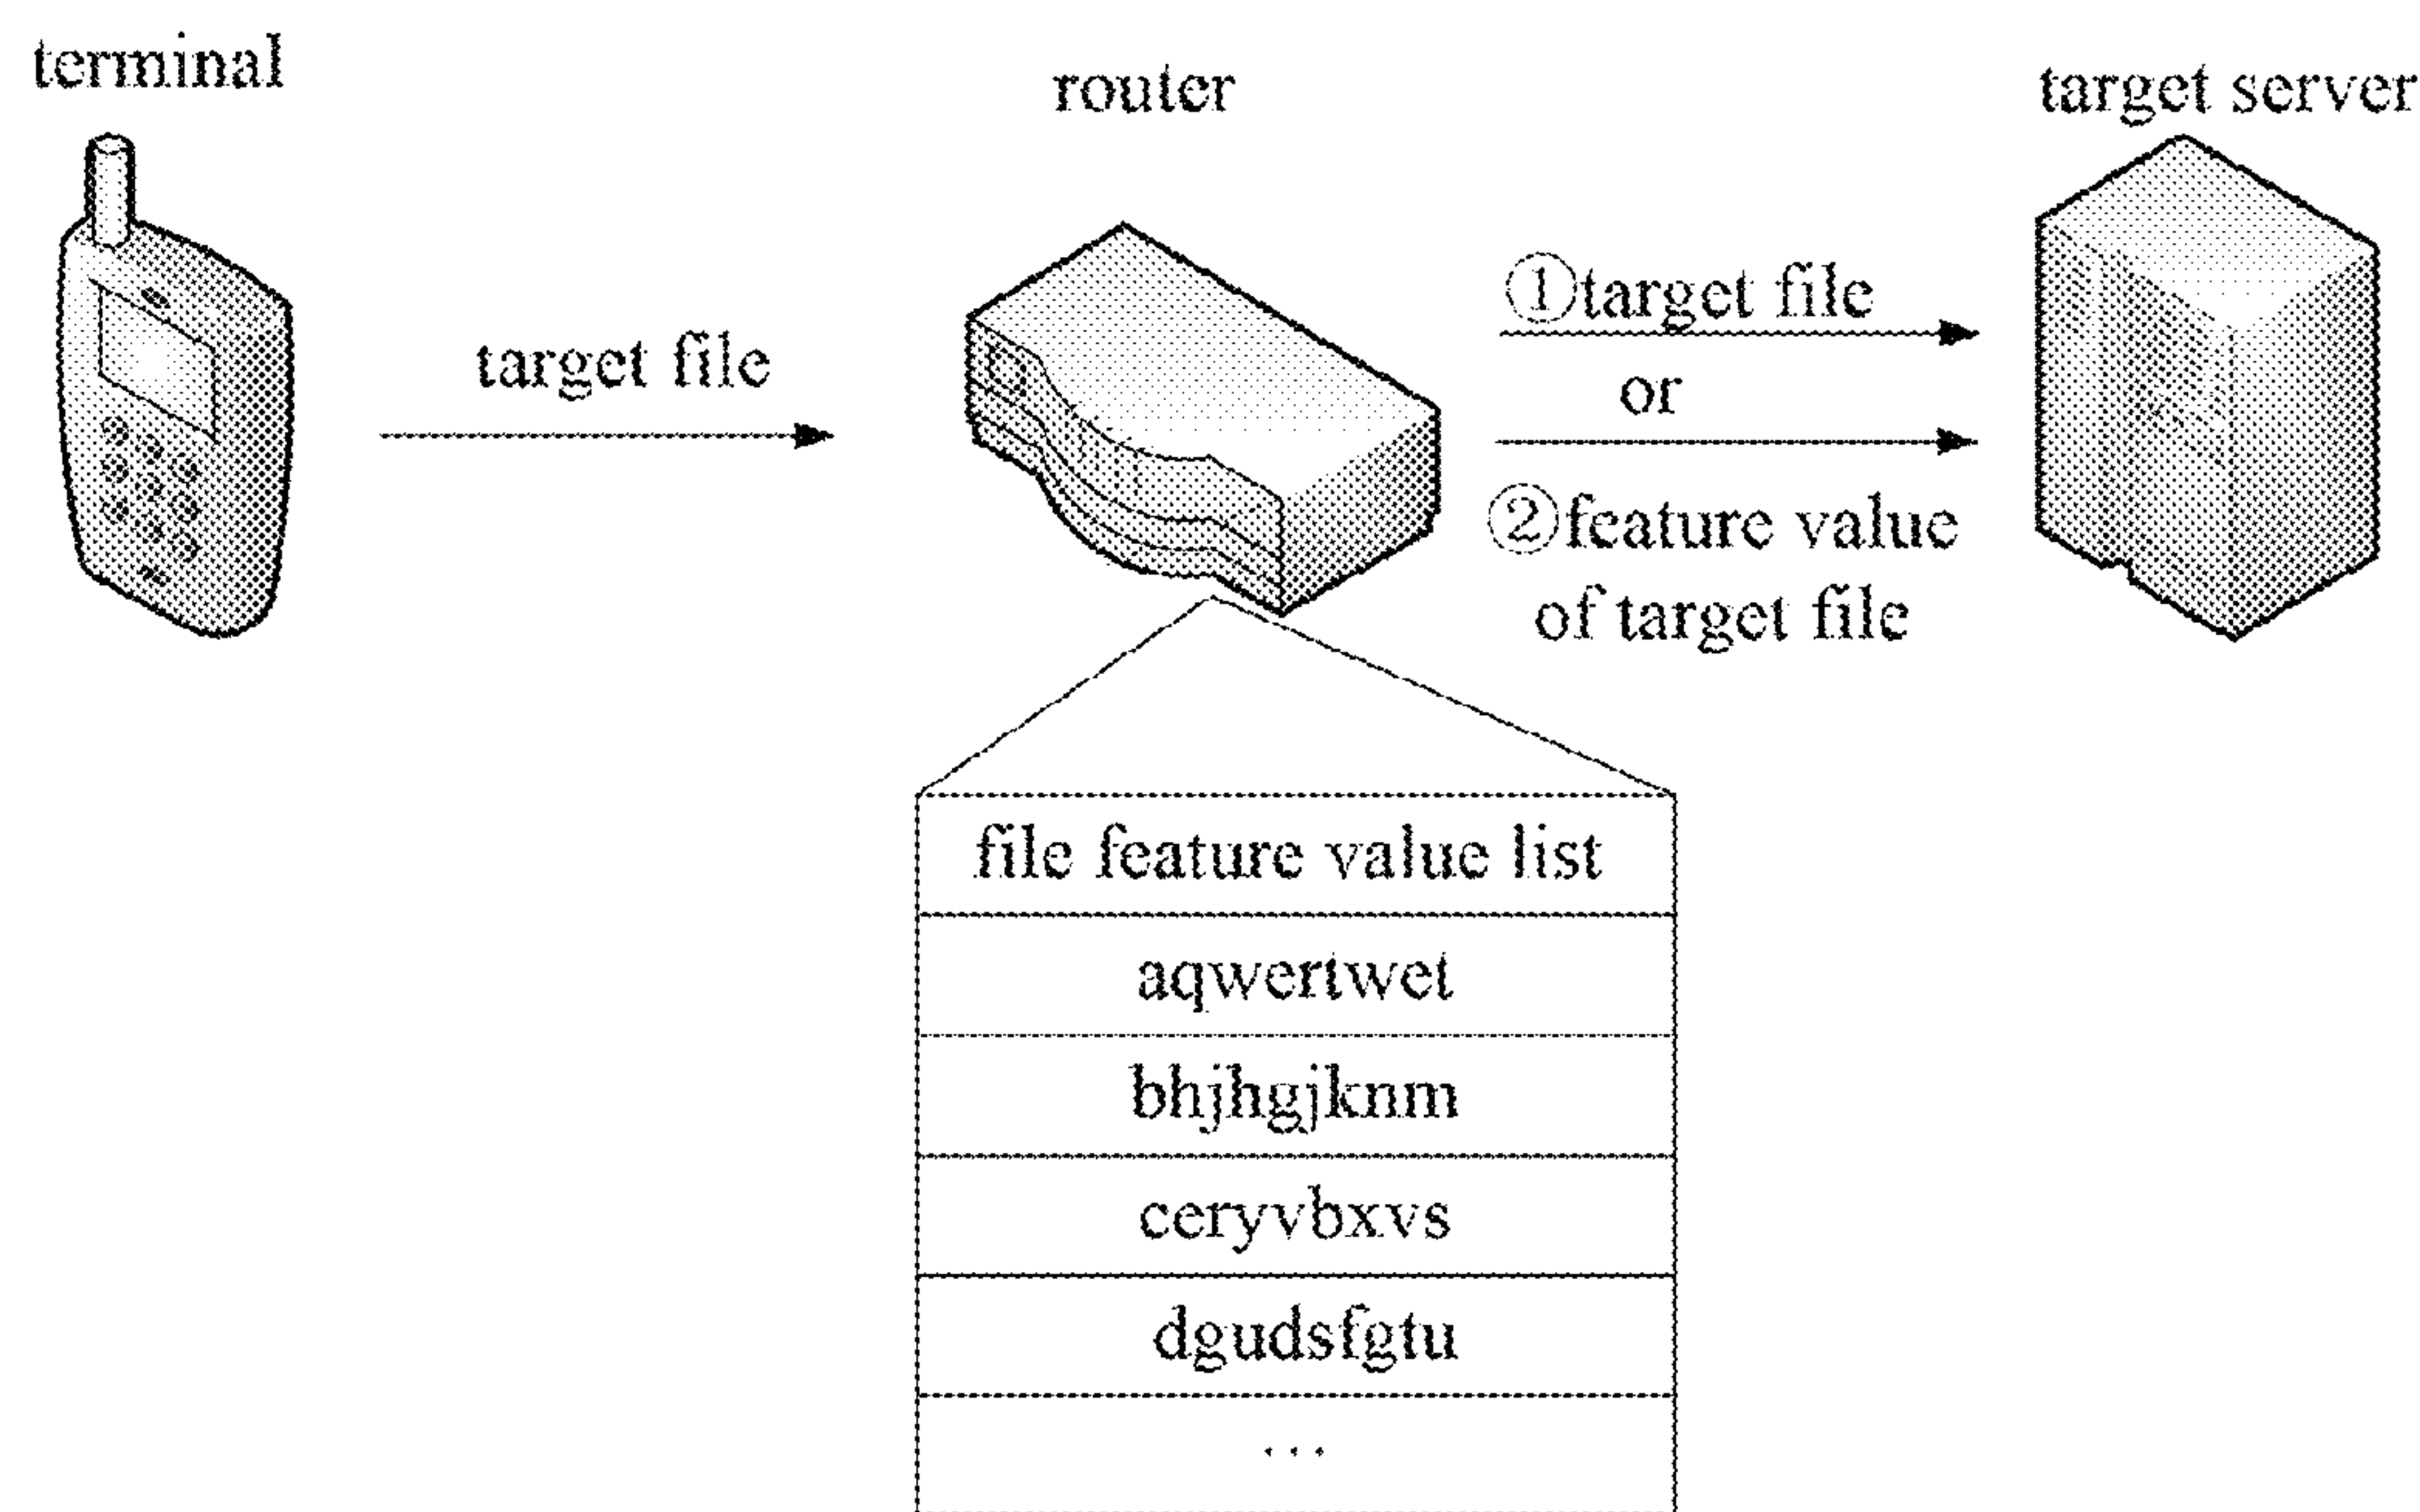 terminal
router
target server
target file
①target file
or
②feature value
of target file
file feature value list
aqwertwet
bhjhgjknm
ceryvbxvs
dgudsfgtu
...